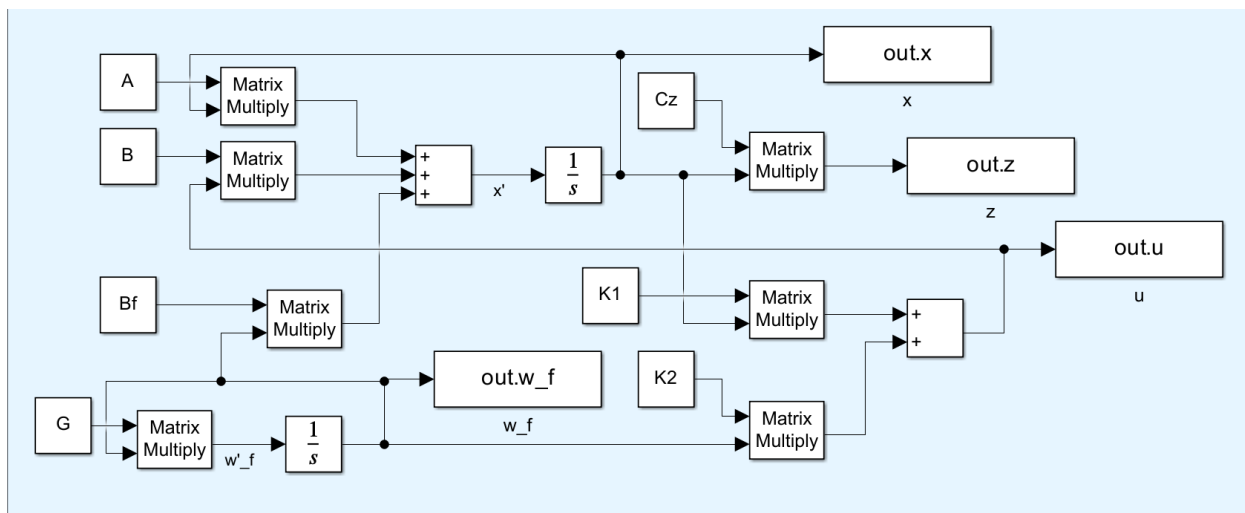 A
Matrix
Multiply
out.x
x
Cz
B
Matrix
Multiply
+
+
+
x'
1
s
Matrix
Multiply
out.z
z
out.u
u
Bf
Matrix
Multiply
K1
Matrix
Multiply
+
+
out.w_f
w_f
K2
Matrix
Multiply
G
Matrix
Multiply
w'_f
1
s